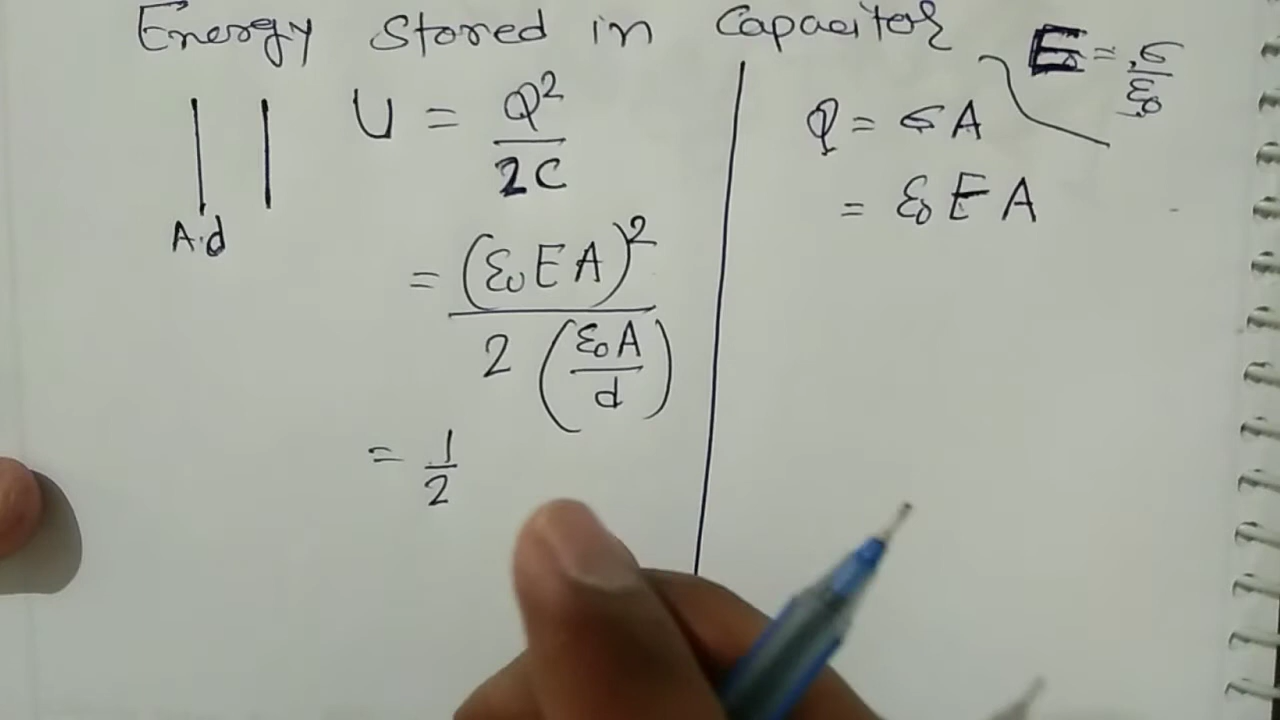 Energy Stored in Capacitor
E = σ/ε₀
A.d
U = Q²/2C
= (ε₀EA)²/2(ε₀A/d)
= 1/2
Q = σA
= ε₀EA